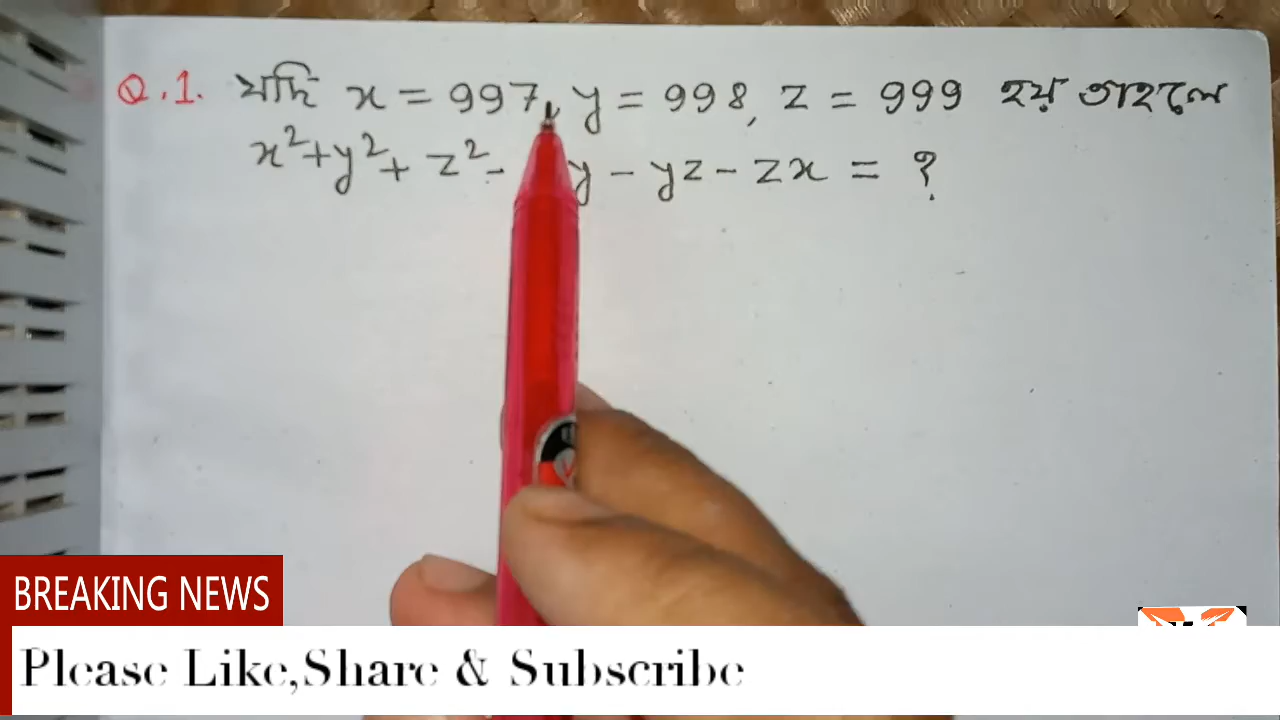 Q.1. যদি x = 997, y = 998, z = 999 হয় তাহলে
x²+y²+ z² - y - yz - zx = ?
BREAKING NEWS
Please Like,Share & Subscribe